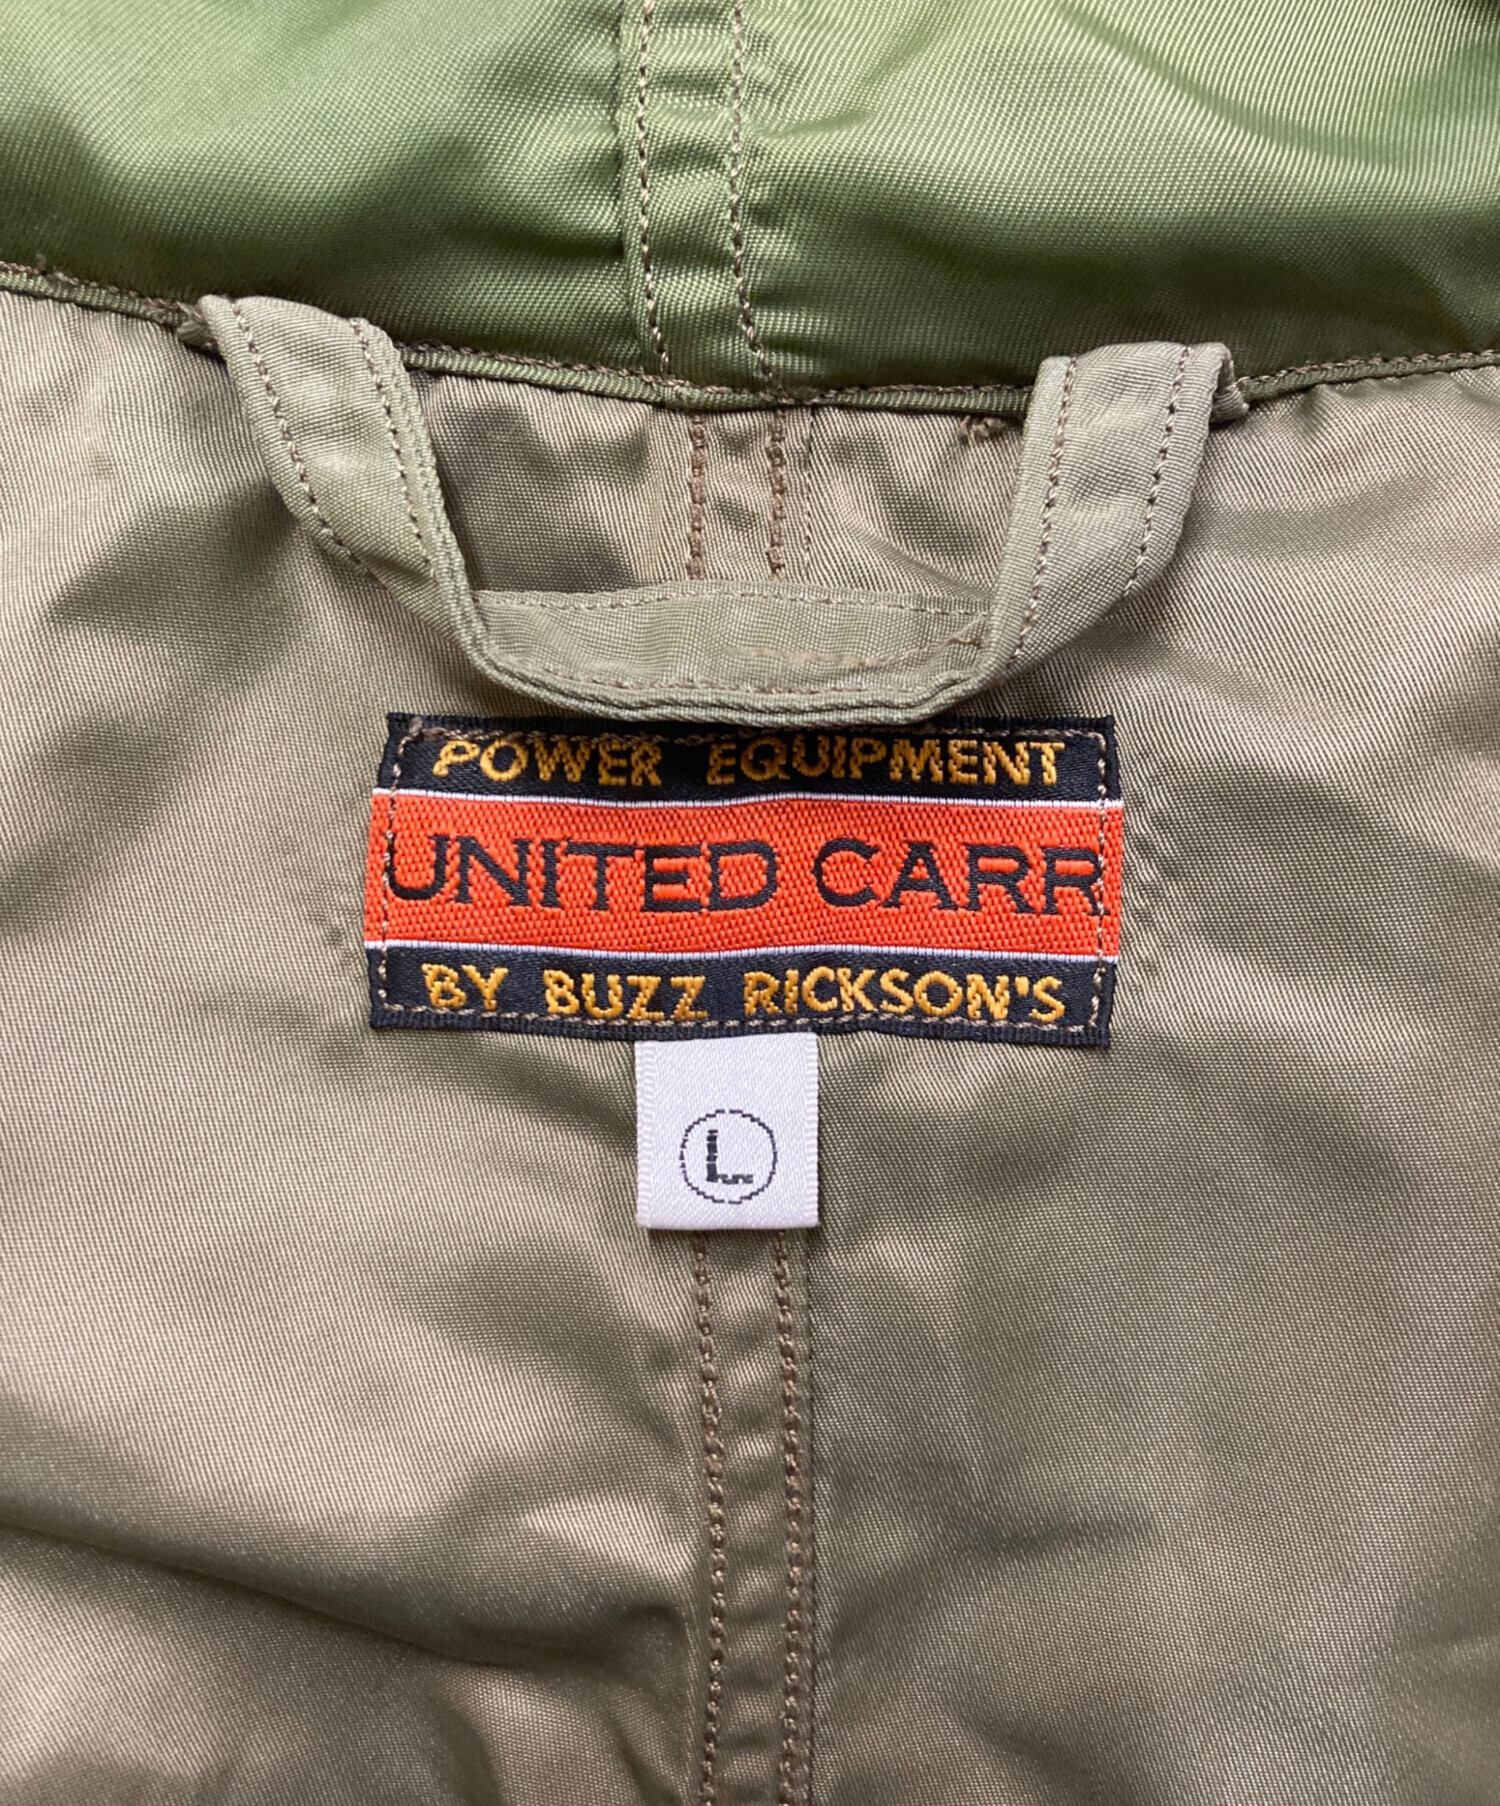 POWER EQUIPMENT
UNITED CARR
BY BUZZ RICKSON'S
L